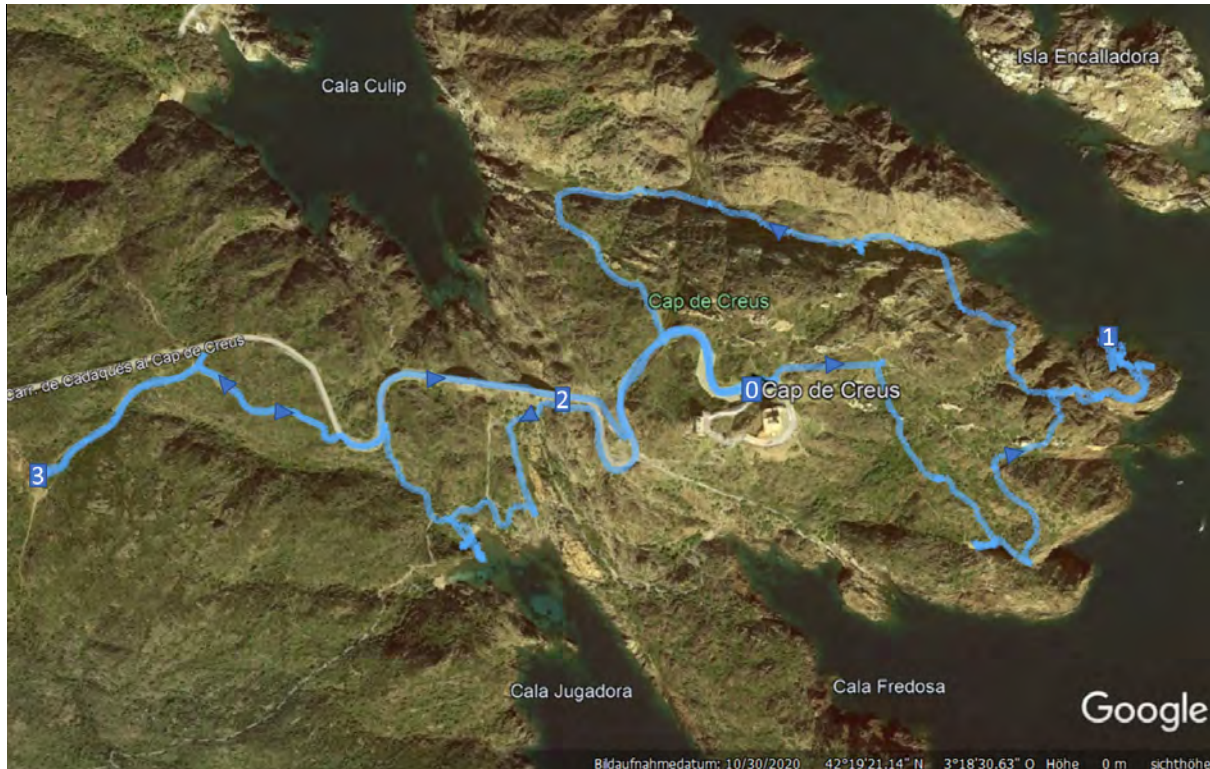 Isla Encalladora
Cala Culip
1
Cap de Creus
Carr. de Cadaqués al Cap de Creus
0 Cap de Creus
2
3
Cala Jugadora
Cala Fredosa
Google
Bildaufnahmedatum: 10/30/2020 42°19'21.14" N 3°18'30.63" O Höhe 0 m sichthöhe